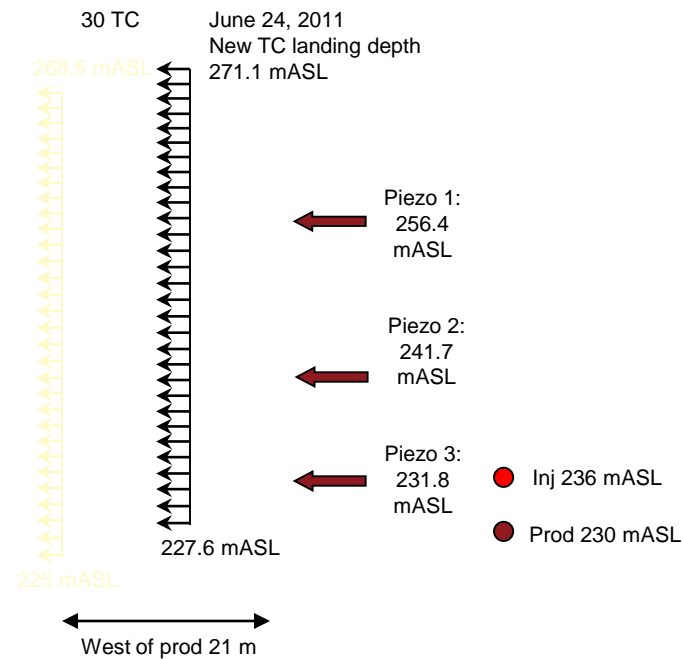 30 TC
June 24, 2011
New TC landing depth
271.1 mASL
268.5 mASL
Piezo 1:
256.4
mASL
Piezo 2:
241.7
mASL
Piezo 3:
231.8
mASL
Inj 236 mASL
Prod 230 mASL
227.6 mASL
225 mASL
West of prod 21 m